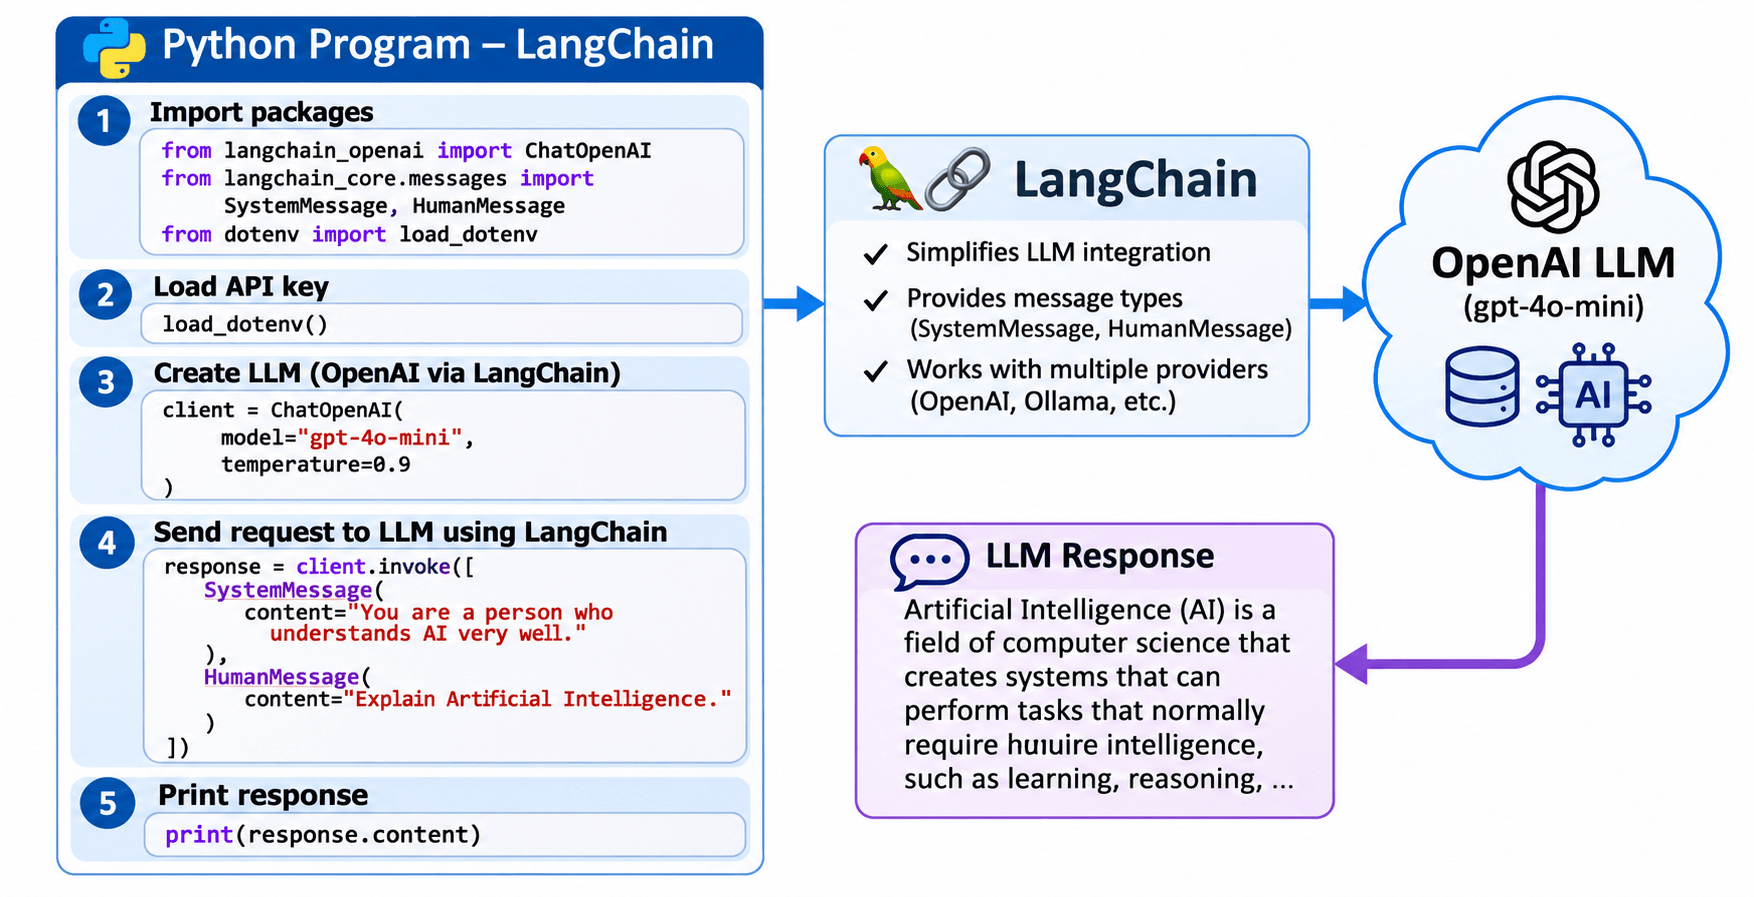 Python Program – LangChain
1
Import packages
from langchain_openai import ChatOpenAI
from langchain_core.messages import
SystemMessage, HumanMessage
from dotenv import load_dotenv
2
Load API key
load_dotenv()
3
Create LLM (OpenAI via LangChain)
client = ChatOpenAI(
model="gpt-4o-mini",
temperature=0.9
)
4
Send request to LLM using LangChain
response = client.invoke([
SystemMessage(
content="You are a person who
understands AI very well."
),
HumanMessage(
content="Explain Artificial Intelligence."
)
])
5
Print response
print(response.content)
LangChain
✓ Simplifies LLM integration
✓ Provides message types
(SystemMessage, HumanMessage)
✓ Works with multiple providers
(OpenAI, Ollama, etc.)
OpenAI LLM
(gpt-4o-mini)
AI
LLM Response
Artificial Intelligence (AI) is a
field of computer science that
creates systems that can
perform tasks that normally
require intelligence,
such as learning, reasoning, ...